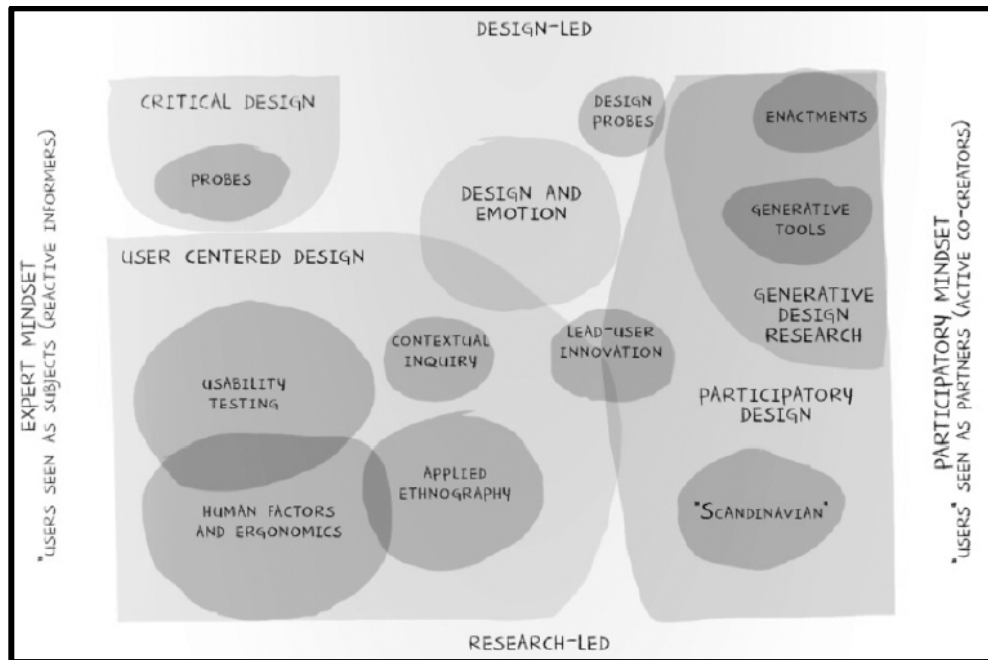 DESIGN-LED
CRITICAL DESIGN
PROBES
DESIGN
PROBES
ENACTMENTS
DESIGN AND
EMOTION
GENERATIVE
TOOLS
USER CENTERED DESIGN
GENERATIVE
DESIGN
RESEARCH
CONTEXTUAL
INQUIRY
LEAD-USER
INNOVATION
USABILITY
TESTING
PARTICIPATORY
DESIGN
APPLIED
ETHNOGRAPHY
HUMAN FACTORS
AND ERGONOMICS
"SCANDINAVIAN"
RESEARCH-LED
EXPERT MINDSET
"USERS SEEN AS SUBJECTS (REACTIVE INFORMERS)
PARTICIPATORY MINDSET
"USERS" SEEN AS PARTNERS (ACTIVE CO-CREATORS)